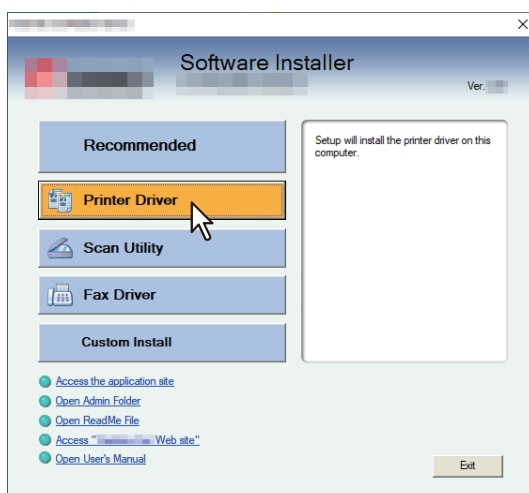 Software Installer
Ver.
Recommended
Setup will install the printer driver on this
computer.
Printer Driver
Scan Utility
Fax Driver
Custom Install
Access the application site
Open Admin Folder
Open ReadMe File
Access " Web site"
Open User's Manual
Exit